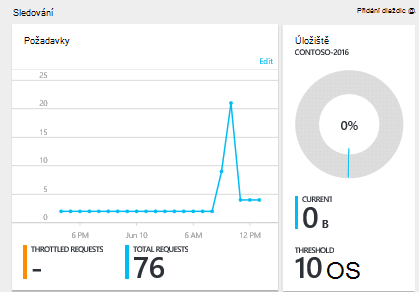 Sledování
Přidání dlaždic @
Požadavky
Edit
25
20
15
10
5
0
6 PM
Jun 10
6 AM
12 PM
THROTTLED REQUESTS
-
TOTAL REQUESTS
76
Úložiště
CONTOSO-2016
0%
CURRENT
0 B
THRESHOLD
10 OS